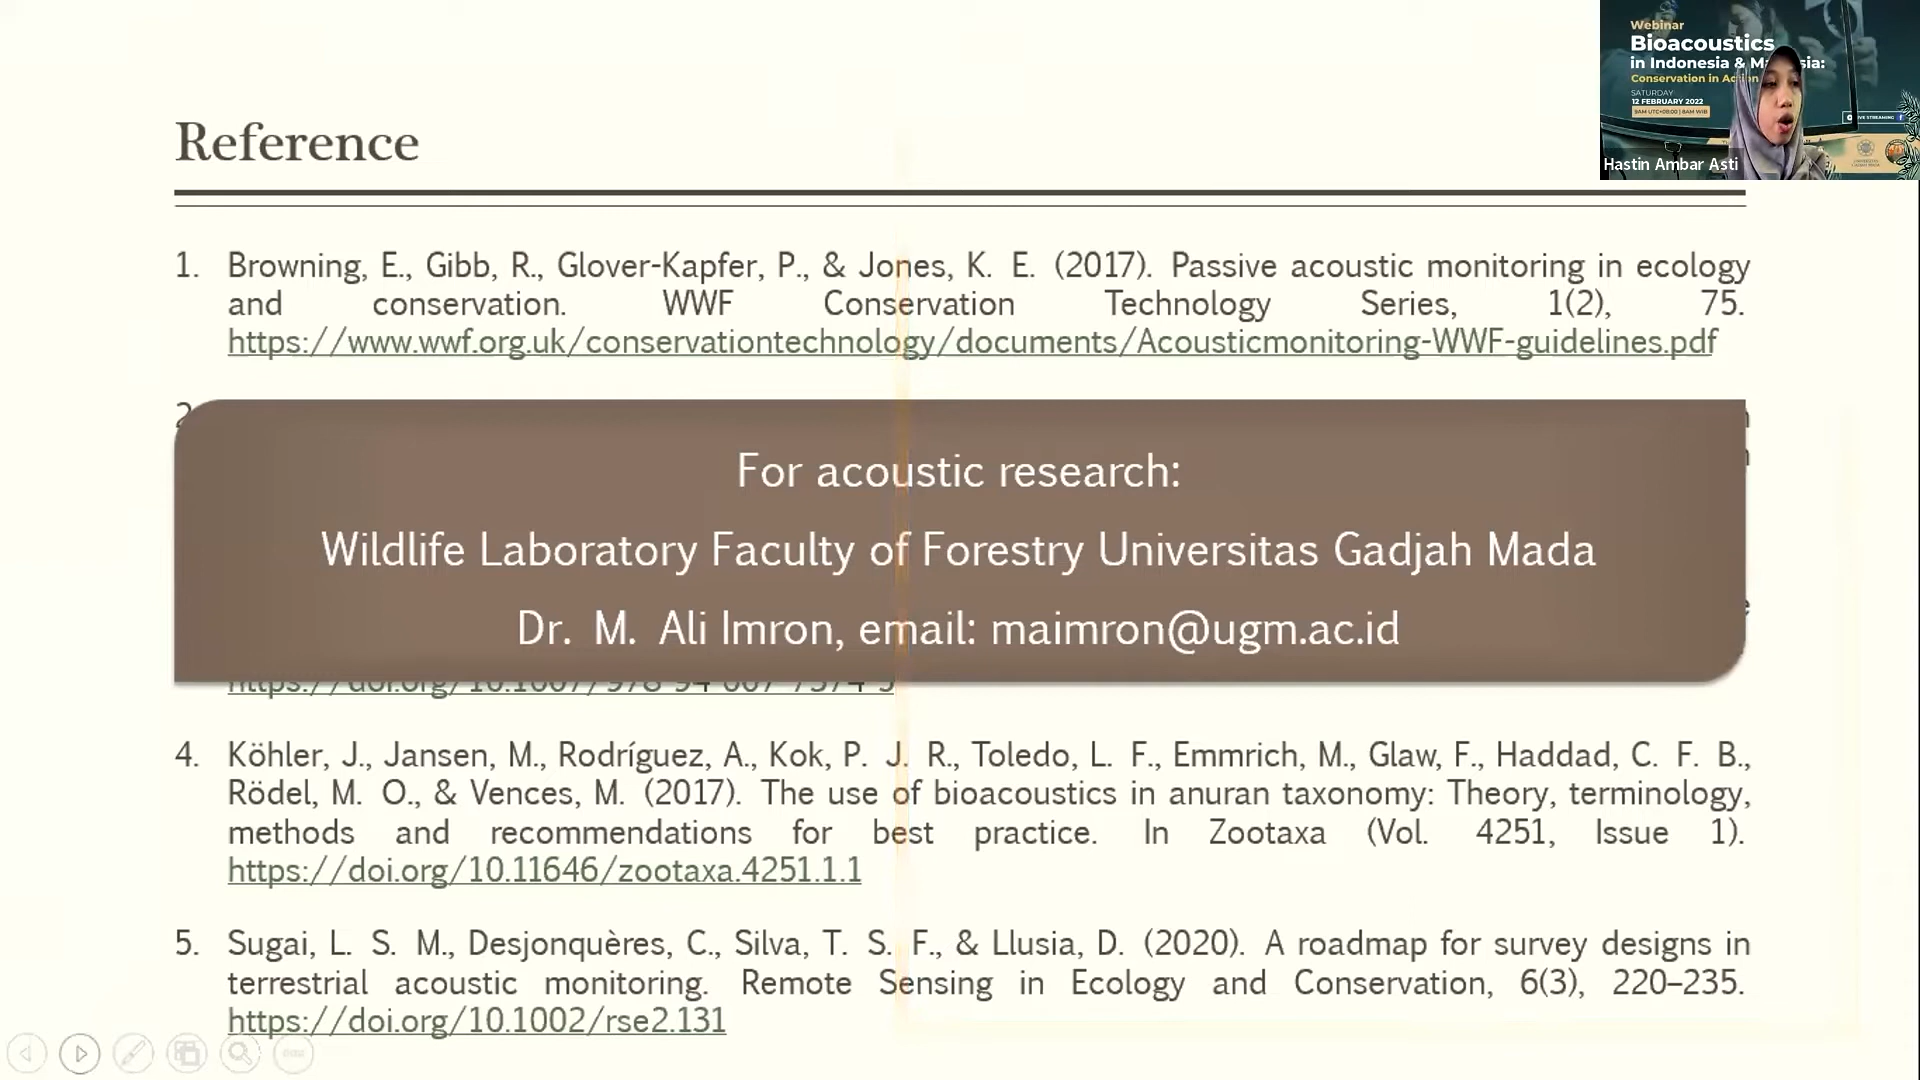 Webinar
Bioacoustics
in Indonesia &
Conservation in
SATURDAY
12 FEBRUARY 2022
Hastin Ambar Asti
Reference
1. Browning, E., Gibb, R., Glover-Kapfer, P., & Jones, K. E. (2017). Passive acoustic monitoring in ecology
and conservation. WWF Conservation Technology Series, 1(2), 75.
https://www.wwf.org.uk/conservationtechnology/documents/Acousticmonitoring-WWF-guidelines.pdf
For acoustic research:
Wildlife Laboratory Faculty of Forestry Universitas Gadjah Mada
Dr. M. Ali Imron, email: maimron@ugm.ac.id
4. Köhler, J., Jansen, M., Rodríguez, A., Kok, P. J. R., Toledo, L. F., Emmrich, M., Glaw, F., Haddad, C. F. B.,
Rödel, M. O., & Vences, M. (2017). The use of bioacoustics in anuran taxonomy: Theory, terminology,
methods and recommendations for best practice. In Zootaxa (Vol. 4251, Issue 1).
https://doi.org/10.11646/zootaxa.4251.1.1
5. Sugai, L. S. M., Desjonquères, C., Silva, T. S. F., & Llusia, D. (2020). A roadmap for survey designs in
terrestrial acoustic monitoring. Remote Sensing in Ecology and Conservation, 6(3), 220–235.
https://doi.org/10.1002/rse2.131